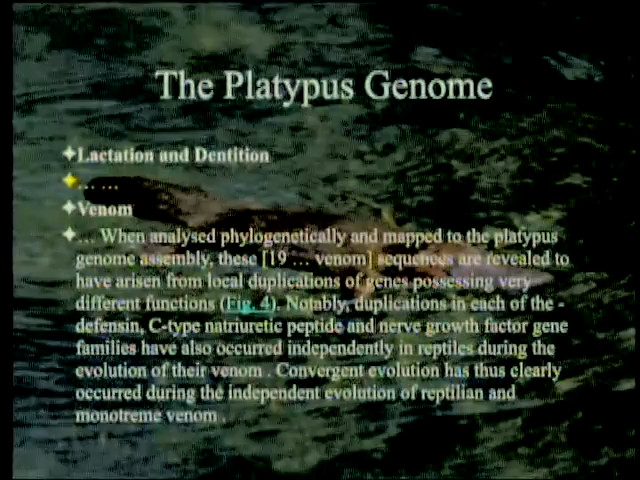 The Platypus Genome
Lactation and Dentition
... ...
Venom
... When analysed phylogenetically and mapped to the platypus
genome assembly, these [19 ... venom] sequences are revealed to
have arisen from local duplications of genes possessing very
different functions (Fig. 4). Notably, duplications in each of the -
defensin, C-type natriuretic peptide and nerve growth factor gene
families have also occurred independently in reptiles during the
evolution of their venom . Convergent evolution has thus clearly
occurred during the independent evolution of reptilian and
monotreme venom .